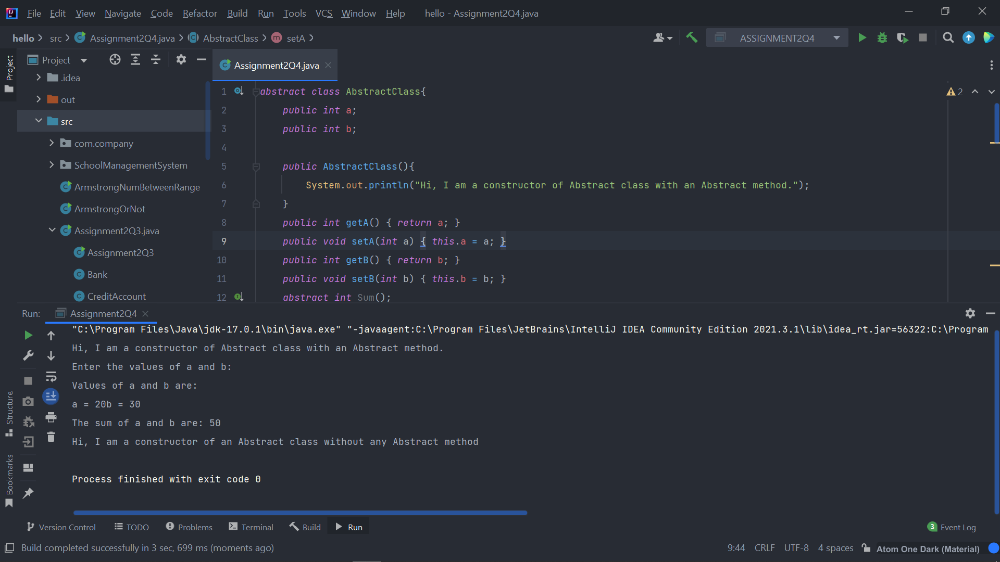 File Edit View Navigate Code Refactor Build Run Tools VCS Window Help hello - Assignment2Q4.java
hello src Assignment2Q4.java AbstractClass setA ASSIGNMENT2Q4
Project
Project
Assignment2Q4.java
.idea
out
src
com.company
SchoolManagementSystem
ArmstrongNumBetweenRange
ArmstrongOrNot
Assignment2Q3.java
Assignment2Q3
Bank
CreditAccount
2
1 abstract class AbstractClass{
2 public int a;
3 public int b;
4
5 public AbstractClass(){
6 System.out.println("Hi, I am a constructor of Abstract class with an Abstract method.");
7 }
8 public int getA() { return a; }
9 public void setA(int a) { this.a = a; }
10 public int getB() { return b; }
11 public void setB(int b) { this.b = b; }
12 abstract int Sum();
Run: Assignment2Q4
"C:\Program Files\Java\jdk-17.0.1\bin\java.exe" "-javaagent:C:\Program Files\JetBrains\IntelliJ IDEA Community Edition 2021.3.1\lib\idea_rt.jar=56322:C:\Program
Hi, I am a constructor of Abstract class with an Abstract method.
Enter the values of a and b:
Values of a and b are:
a = 20b = 30
The sum of a and b are: 50
Hi, I am a constructor of an Abstract class without any Abstract method
Process finished with exit code 0
Structure
Bookmarks
Version Control TODO Problems Terminal Build Run 3 Event Log
Build completed successfully in 3 sec, 699 ms (moments ago) 9:44 CRLF UTF-8 4 spaces Atom One Dark (Material)